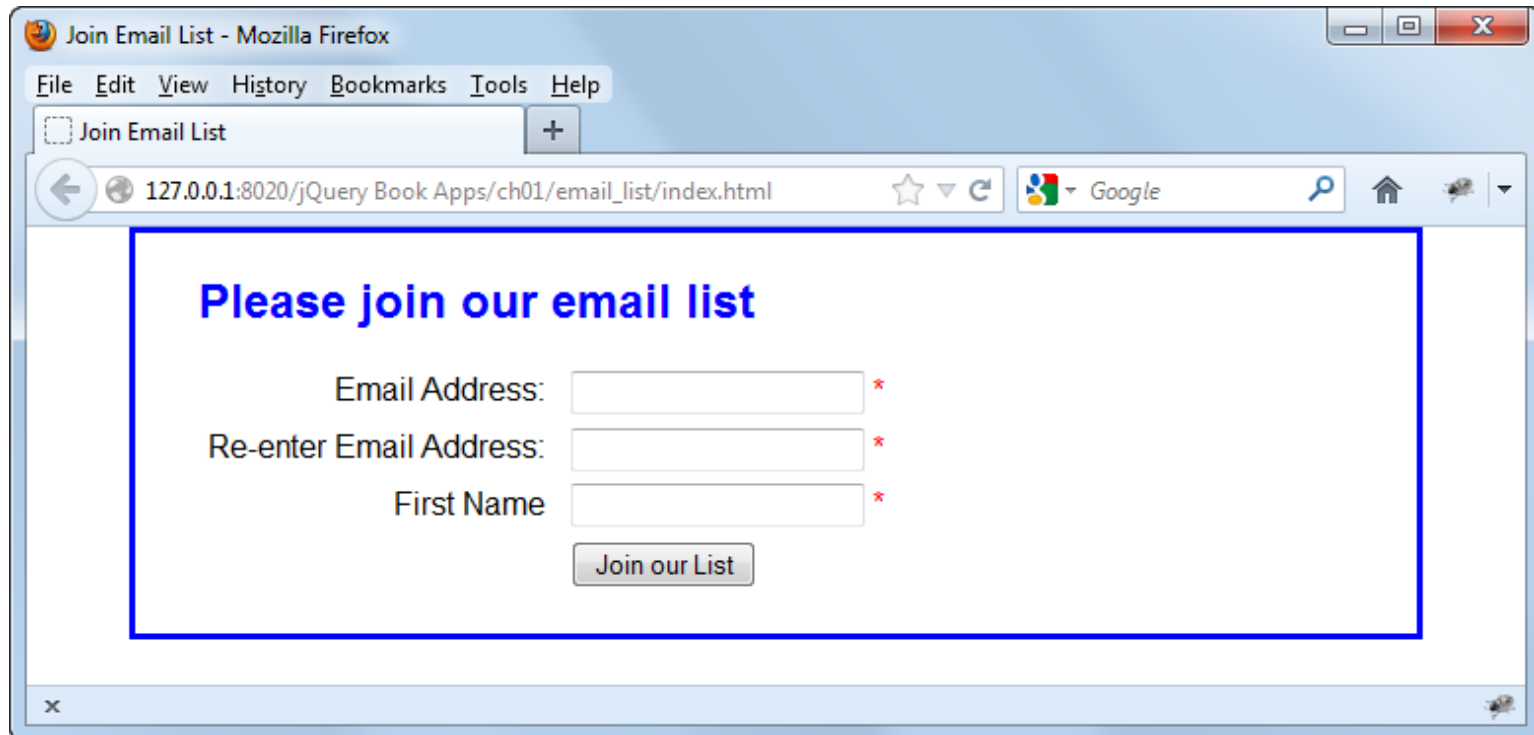 Join Email List - Mozilla Firefox
File Edit View History Bookmarks Tools Help
Join Email List +
127.0.0.1:8020/jQuery Book Apps/ch01/email_list/index.html Google
Please join our email list
Email Address: *
Re-enter Email Address: *
First Name *
Join our List
x